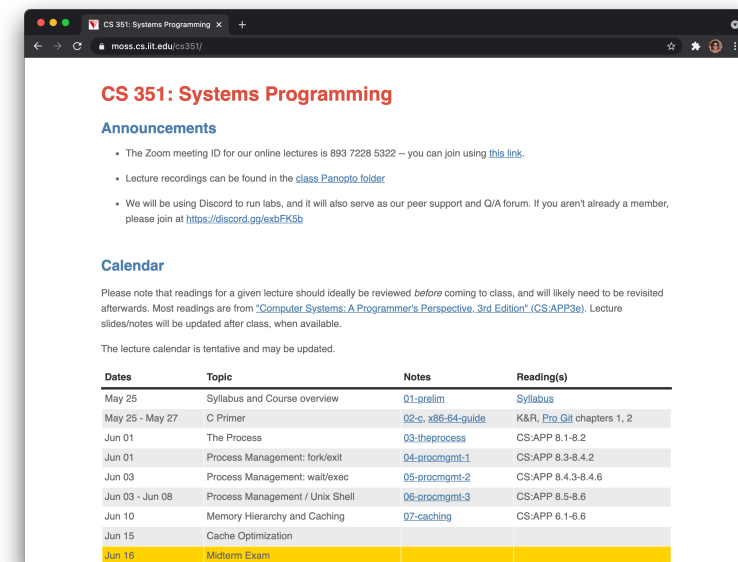 CS 351: Systems Programming
moss.cs.iit.edu/cs351/
CS 351: Systems Programming
Announcements
• The Zoom meeting ID for our online lectures is 893 7228 5322 -- you can join using this link.
• Lecture recordings can be found in the class Panopto folder
• We will be using Discord to run labs, and it will also serve as our peer support and Q/A forum. If you aren't already a member,
please join at https://discord.gg/exbFK5b
Calendar
Please note that readings for a given lecture should ideally be reviewed before coming to class, and will likely need to be revisited
afterwards. Most readings are from "Computer Systems: A Programmer's Perspective, 3rd Edition" (CS:APP3e). Lecture
slides/notes will be updated after class, when available.
The lecture calendar is tentative and may be updated.
Dates Topic Notes Reading(s)
May 25 Syllabus and Course overview 01-prelim Syllabus
May 25 - May 27 C Primer 02-c, x86-64-guide K&R, Pro Git chapters 1, 2
Jun 01 The Process 03-theprocess CS:APP 8.1-8.2
Jun 01 Process Management: fork/exit 04-procmgmt-1 CS:APP 8.3-8.4.2
Jun 03 Process Management: wait/exec 05-procmgmt-2 CS:APP 8.4.3-8.4.6
Jun 03 - Jun 08 Process Management / Unix Shell 06-procmgmt-3 CS:APP 8.5-8.6
Jun 10 Memory Hierarchy and Caching 07-caching CS:APP 6.1-6.6
Jun 15 Cache Optimization
Jun 16 Midterm Exam